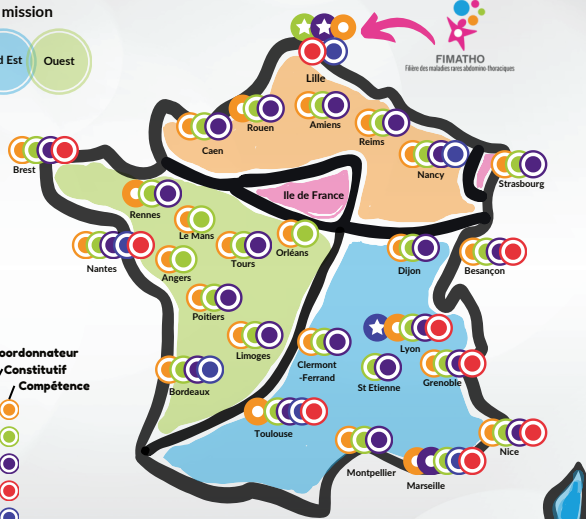 mission
d Est
Ouest
FIMATHO
Filière des maladies rares abdomino-thoraciques
Lille
Rouen
Amiens
Caen
Reims
Nancy
Brest
Strasbourg
Rennes
Ile de France
Le Mans
Orléans
Nantes
Tours
Angers
Dijon
Besançon
Poitiers
Limoges
Lyon
Clermont
-Ferrand
Grenoble
St Etienne
oordonnateur
Constitutif
Compétence
Bordeaux
Toulouse
Nice
Montpellier
Marseille